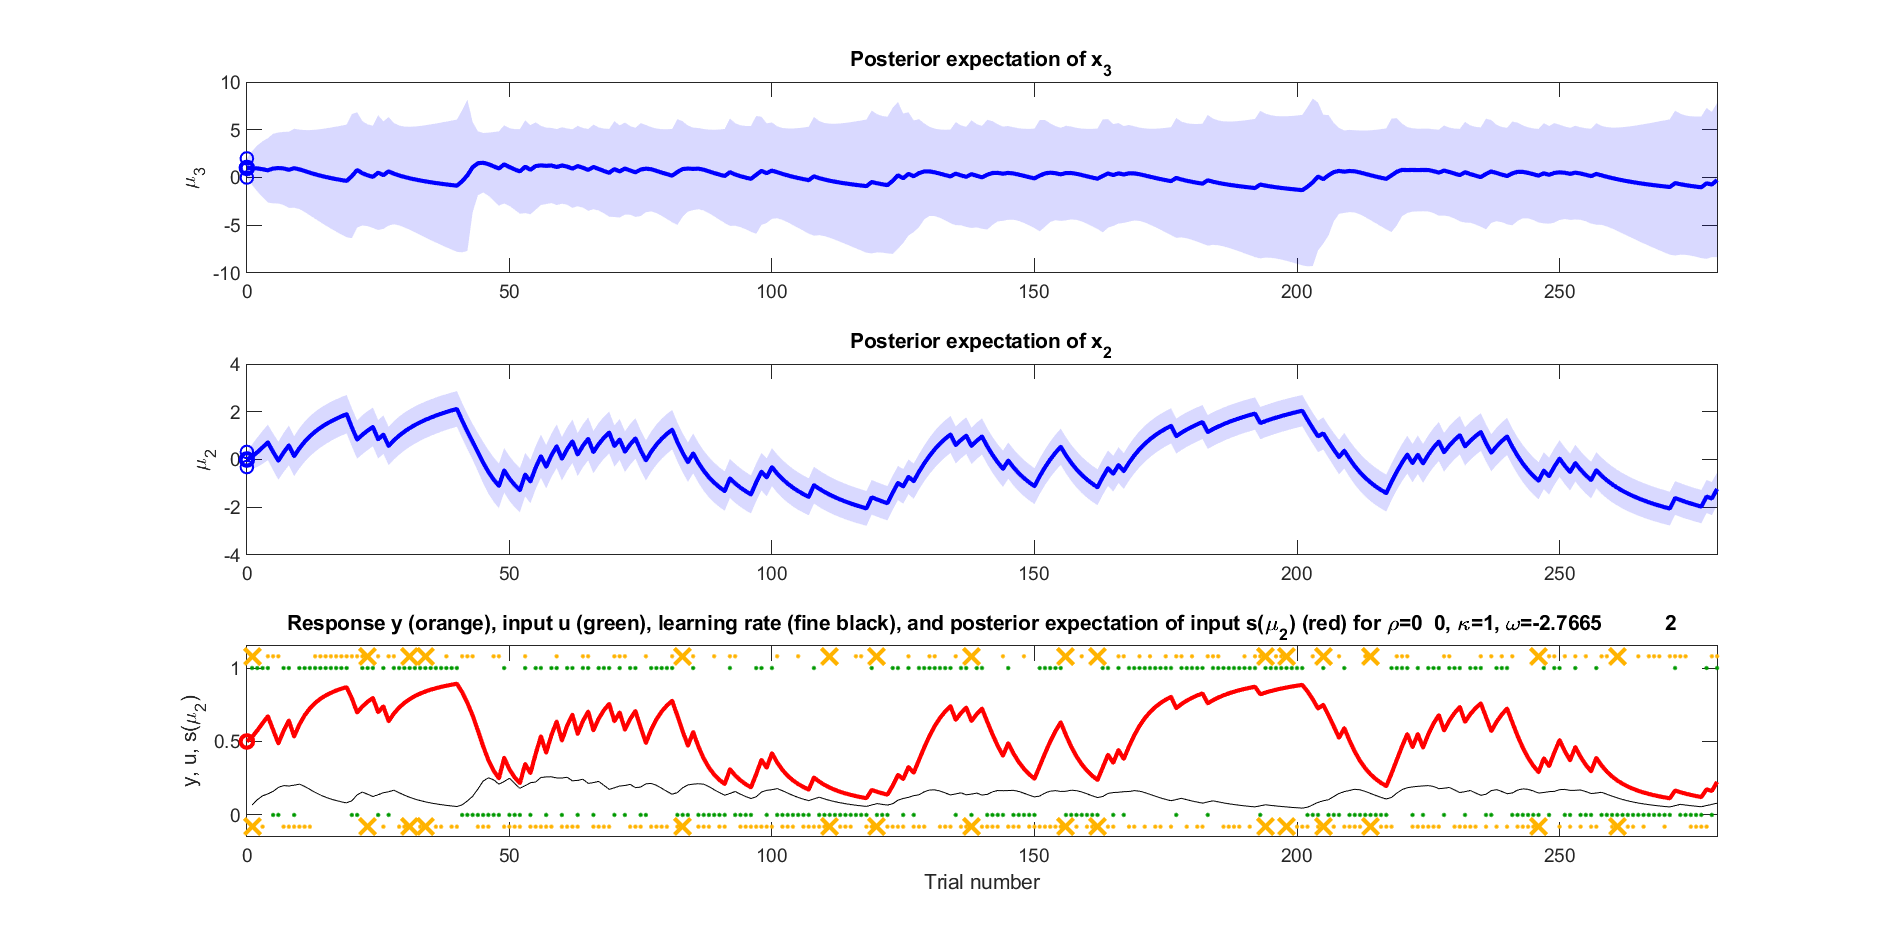 Posterior expectation of x3
10
5
0
-5
-10
μ3
0 50 100 150 200 250
Posterior expectation of x2
4
2
0
-2
-4
μ2
0 50 100 150 200 250
Response y (orange), input u (green), learning rate (fine black), and posterior expectation of input s(μ2) (red) for ρ=0 0, κ=1, ω=-2.7665 2
1
0.5
0
y, u, s(μ2)
0 50 100 150 200 250
Trial number